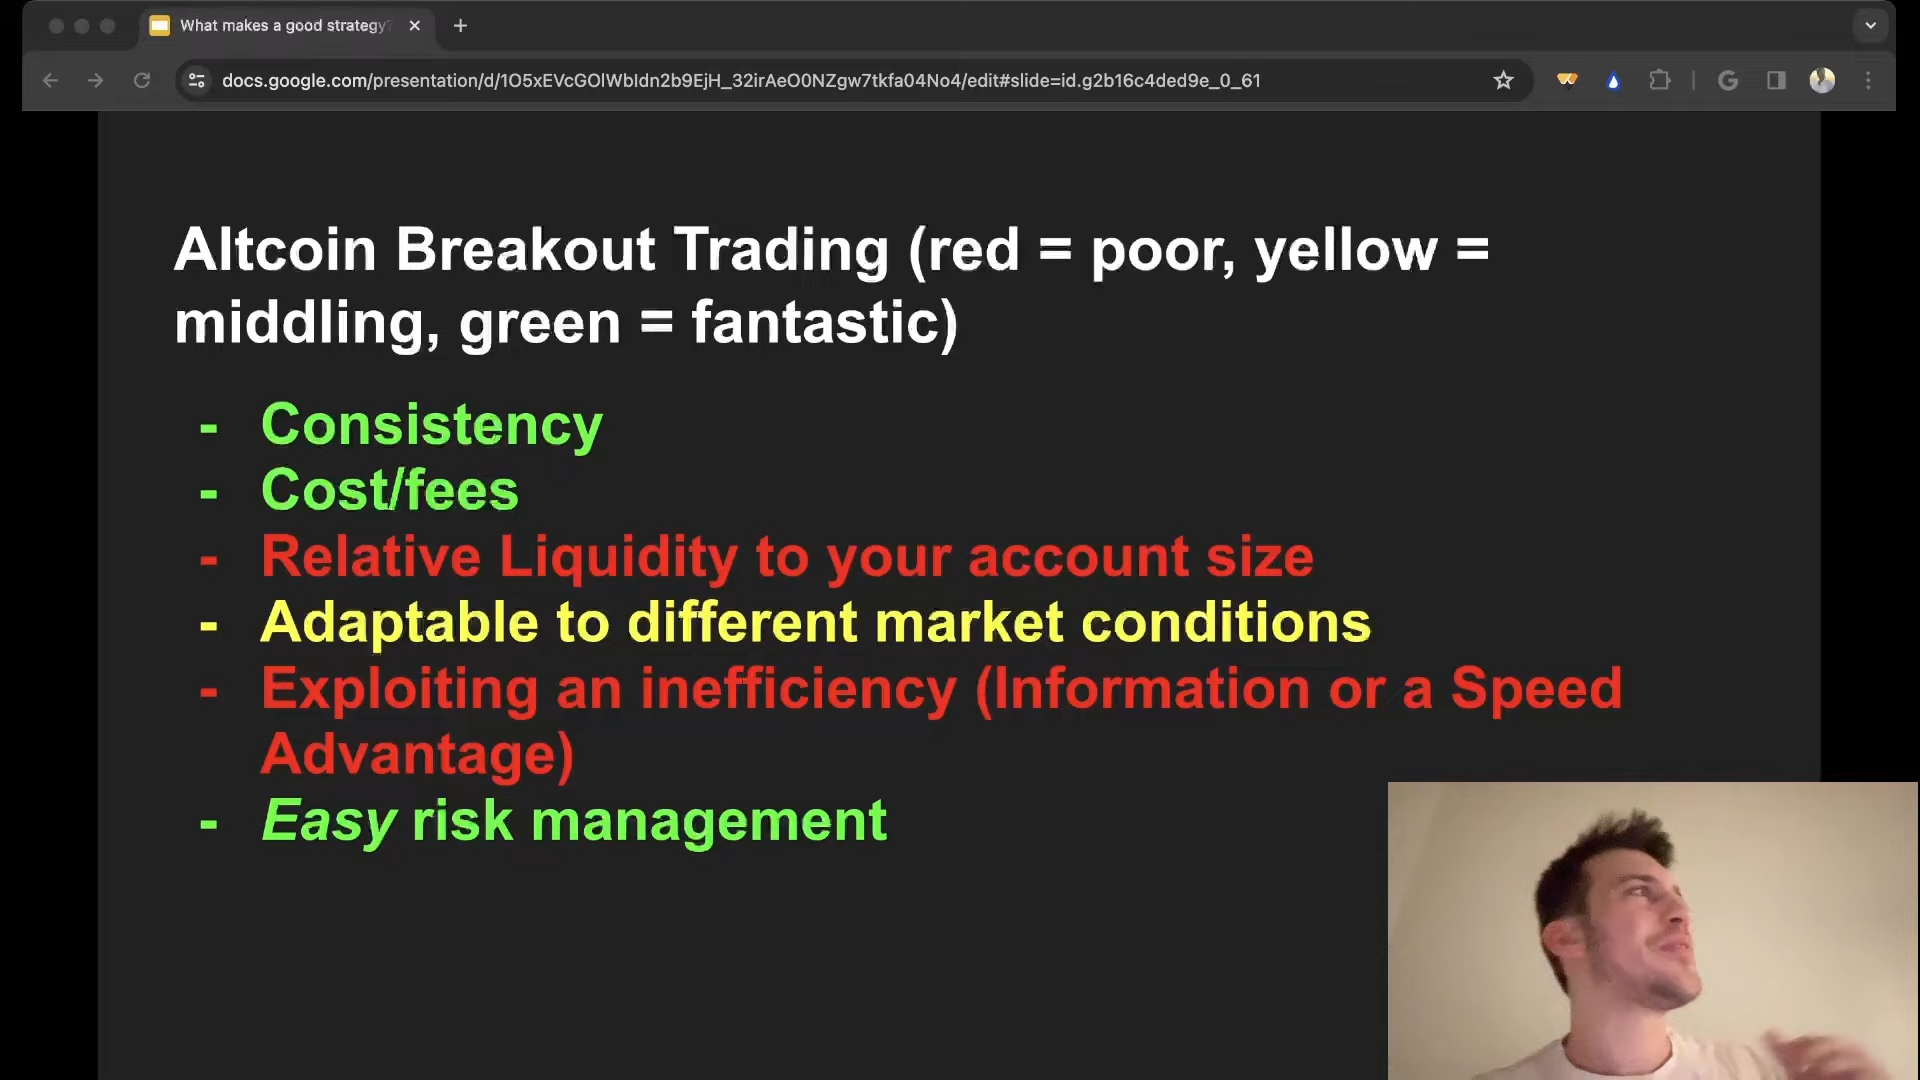 What makes a good strategy?
docs.google.com/presentation/d/1O5xEVcGOlWbIdn2b9EjH_32irAeO0NZgw7tkfa04No4/edit#slide=id.g2b16c4ded9e_0_61
Altcoin Breakout Trading (red = poor, yellow =
middling, green = fantastic)
- Consistency
- Cost/fees
- Relative Liquidity to your account size
- Adaptable to different market conditions
- Exploiting an inefficiency (Information or a Speed
Advantage)
- Easy risk management